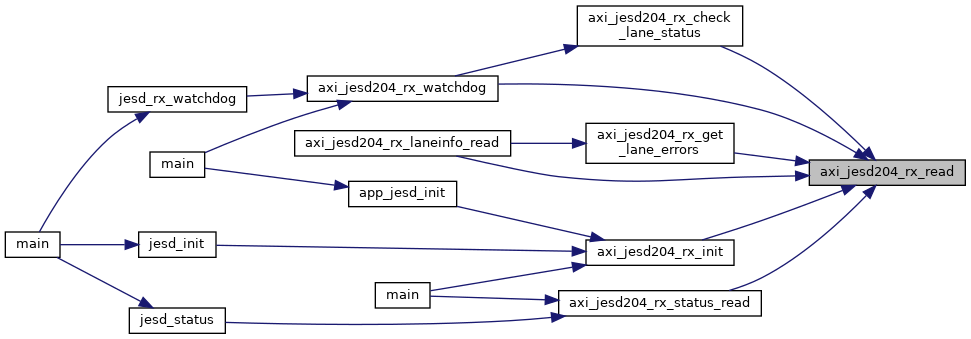 axi_jesd204_rx_check
_lane_status
axi_jesd204_rx_watchdog
jesd_rx_watchdog
axi_jesd204_rx_get
_lane_errors
axi_jesd204_rx_laneinfo_read
main
axi_jesd204_rx_read
app_jesd_init
main
jesd_init
axi_jesd204_rx_init
main
axi_jesd204_rx_status_read
jesd_status